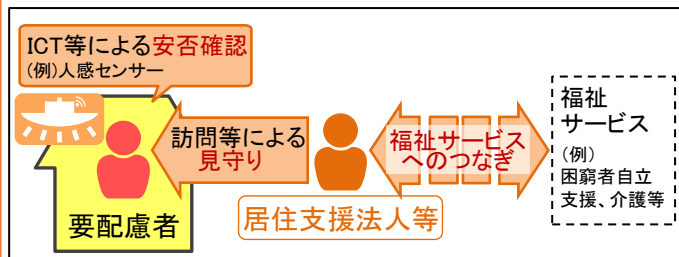 ICT等による安否確認
(例)人感センサー
訪問等による
見守り
要配慮者
居住支援法人等
福祉サービス
へのつなぎ
福祉
サービス
(例)
困窮者自立
支援、介護等